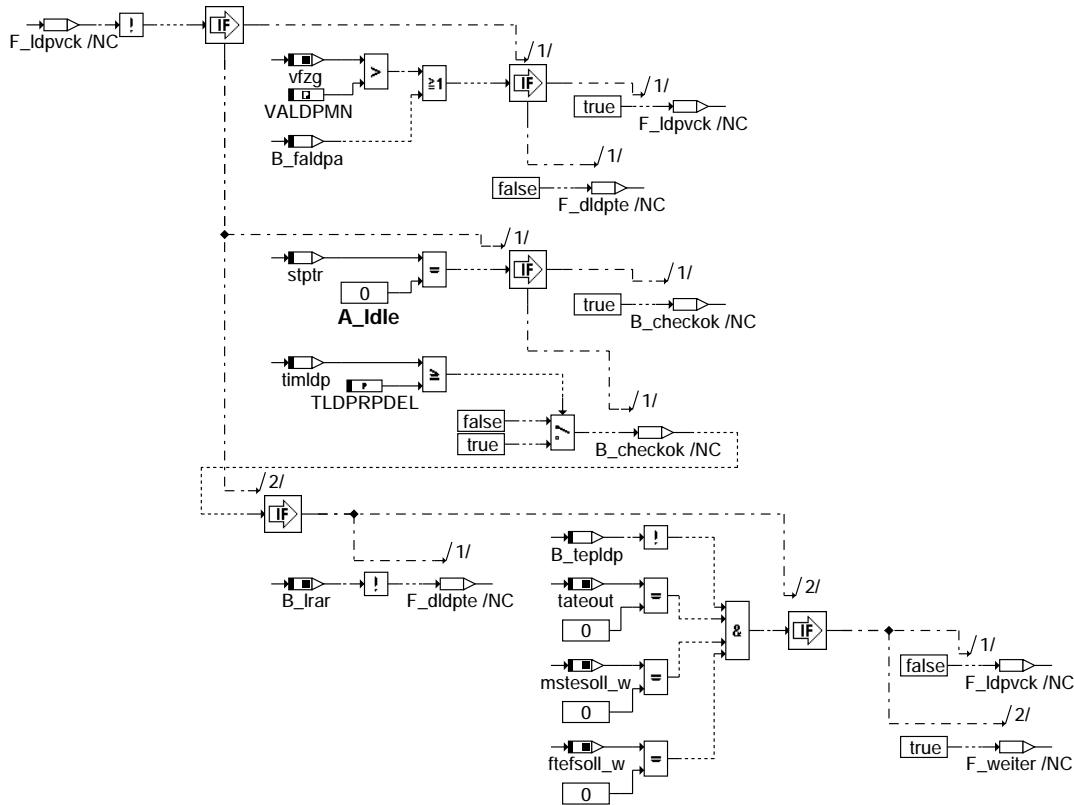 F_ldpvck /NC
!
IF
/1/
vfzg
>
≥1
IF
/1/
VALDPMN
true
F_ldpvck /NC
B_faldpa
/1/
false
F_dldpte /NC
/1/
stptr
=
IF
/1/
0
A_Idle
true
B_checkok /NC
timldp
≥
P
TLDPRPDEL
/1/
false
true
B_checkok /NC
/2/
IF
/1/
B_tepldp
!
B_lrar
!
F_dldpte /NC
tateout
=
0
/2/
&
IF
/1/
mstesoll_w
=
0
false
F_ldpvck /NC
/2/
ftefsoll_w
=
0
true
F_weiter /NC